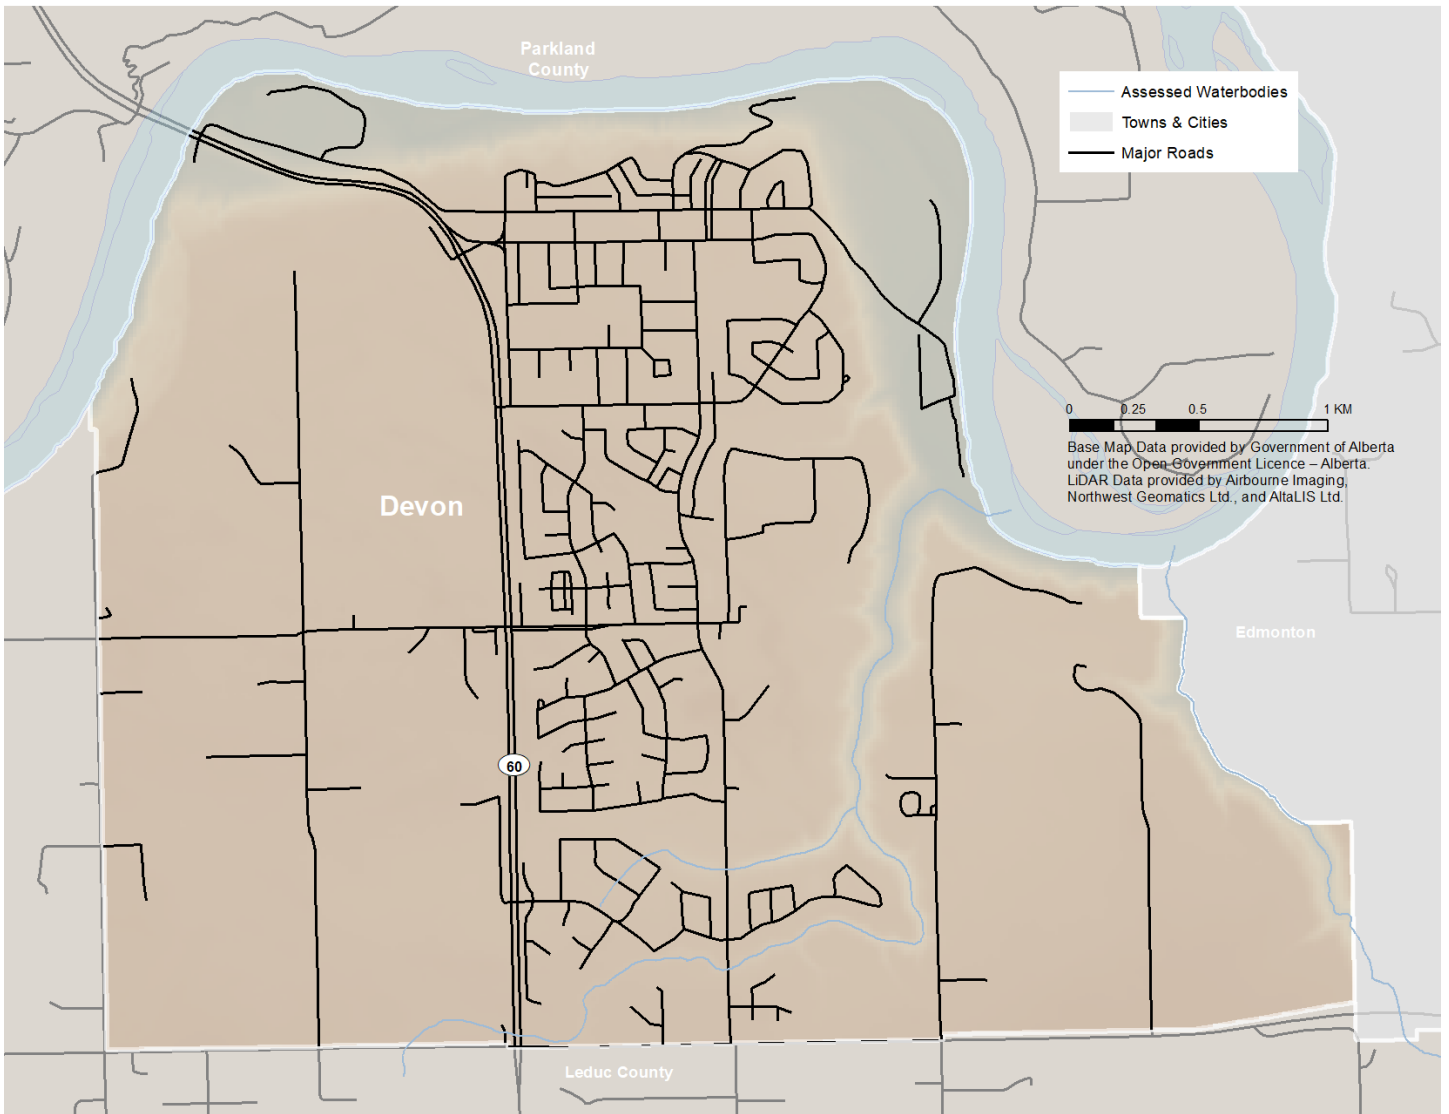 Parkland
County
Assessed Waterbodies
Towns & Cities
Major Roads
0 0.25 0.5 1 KM
Base Map Data provided by Government of Alberta
under the Open Government Licence – Alberta.
LiDAR Data provided by Airbourne Imaging,
Northwest Geomatics Ltd., and AltaLIS Ltd.
Devon
Edmonton
60
Leduc County